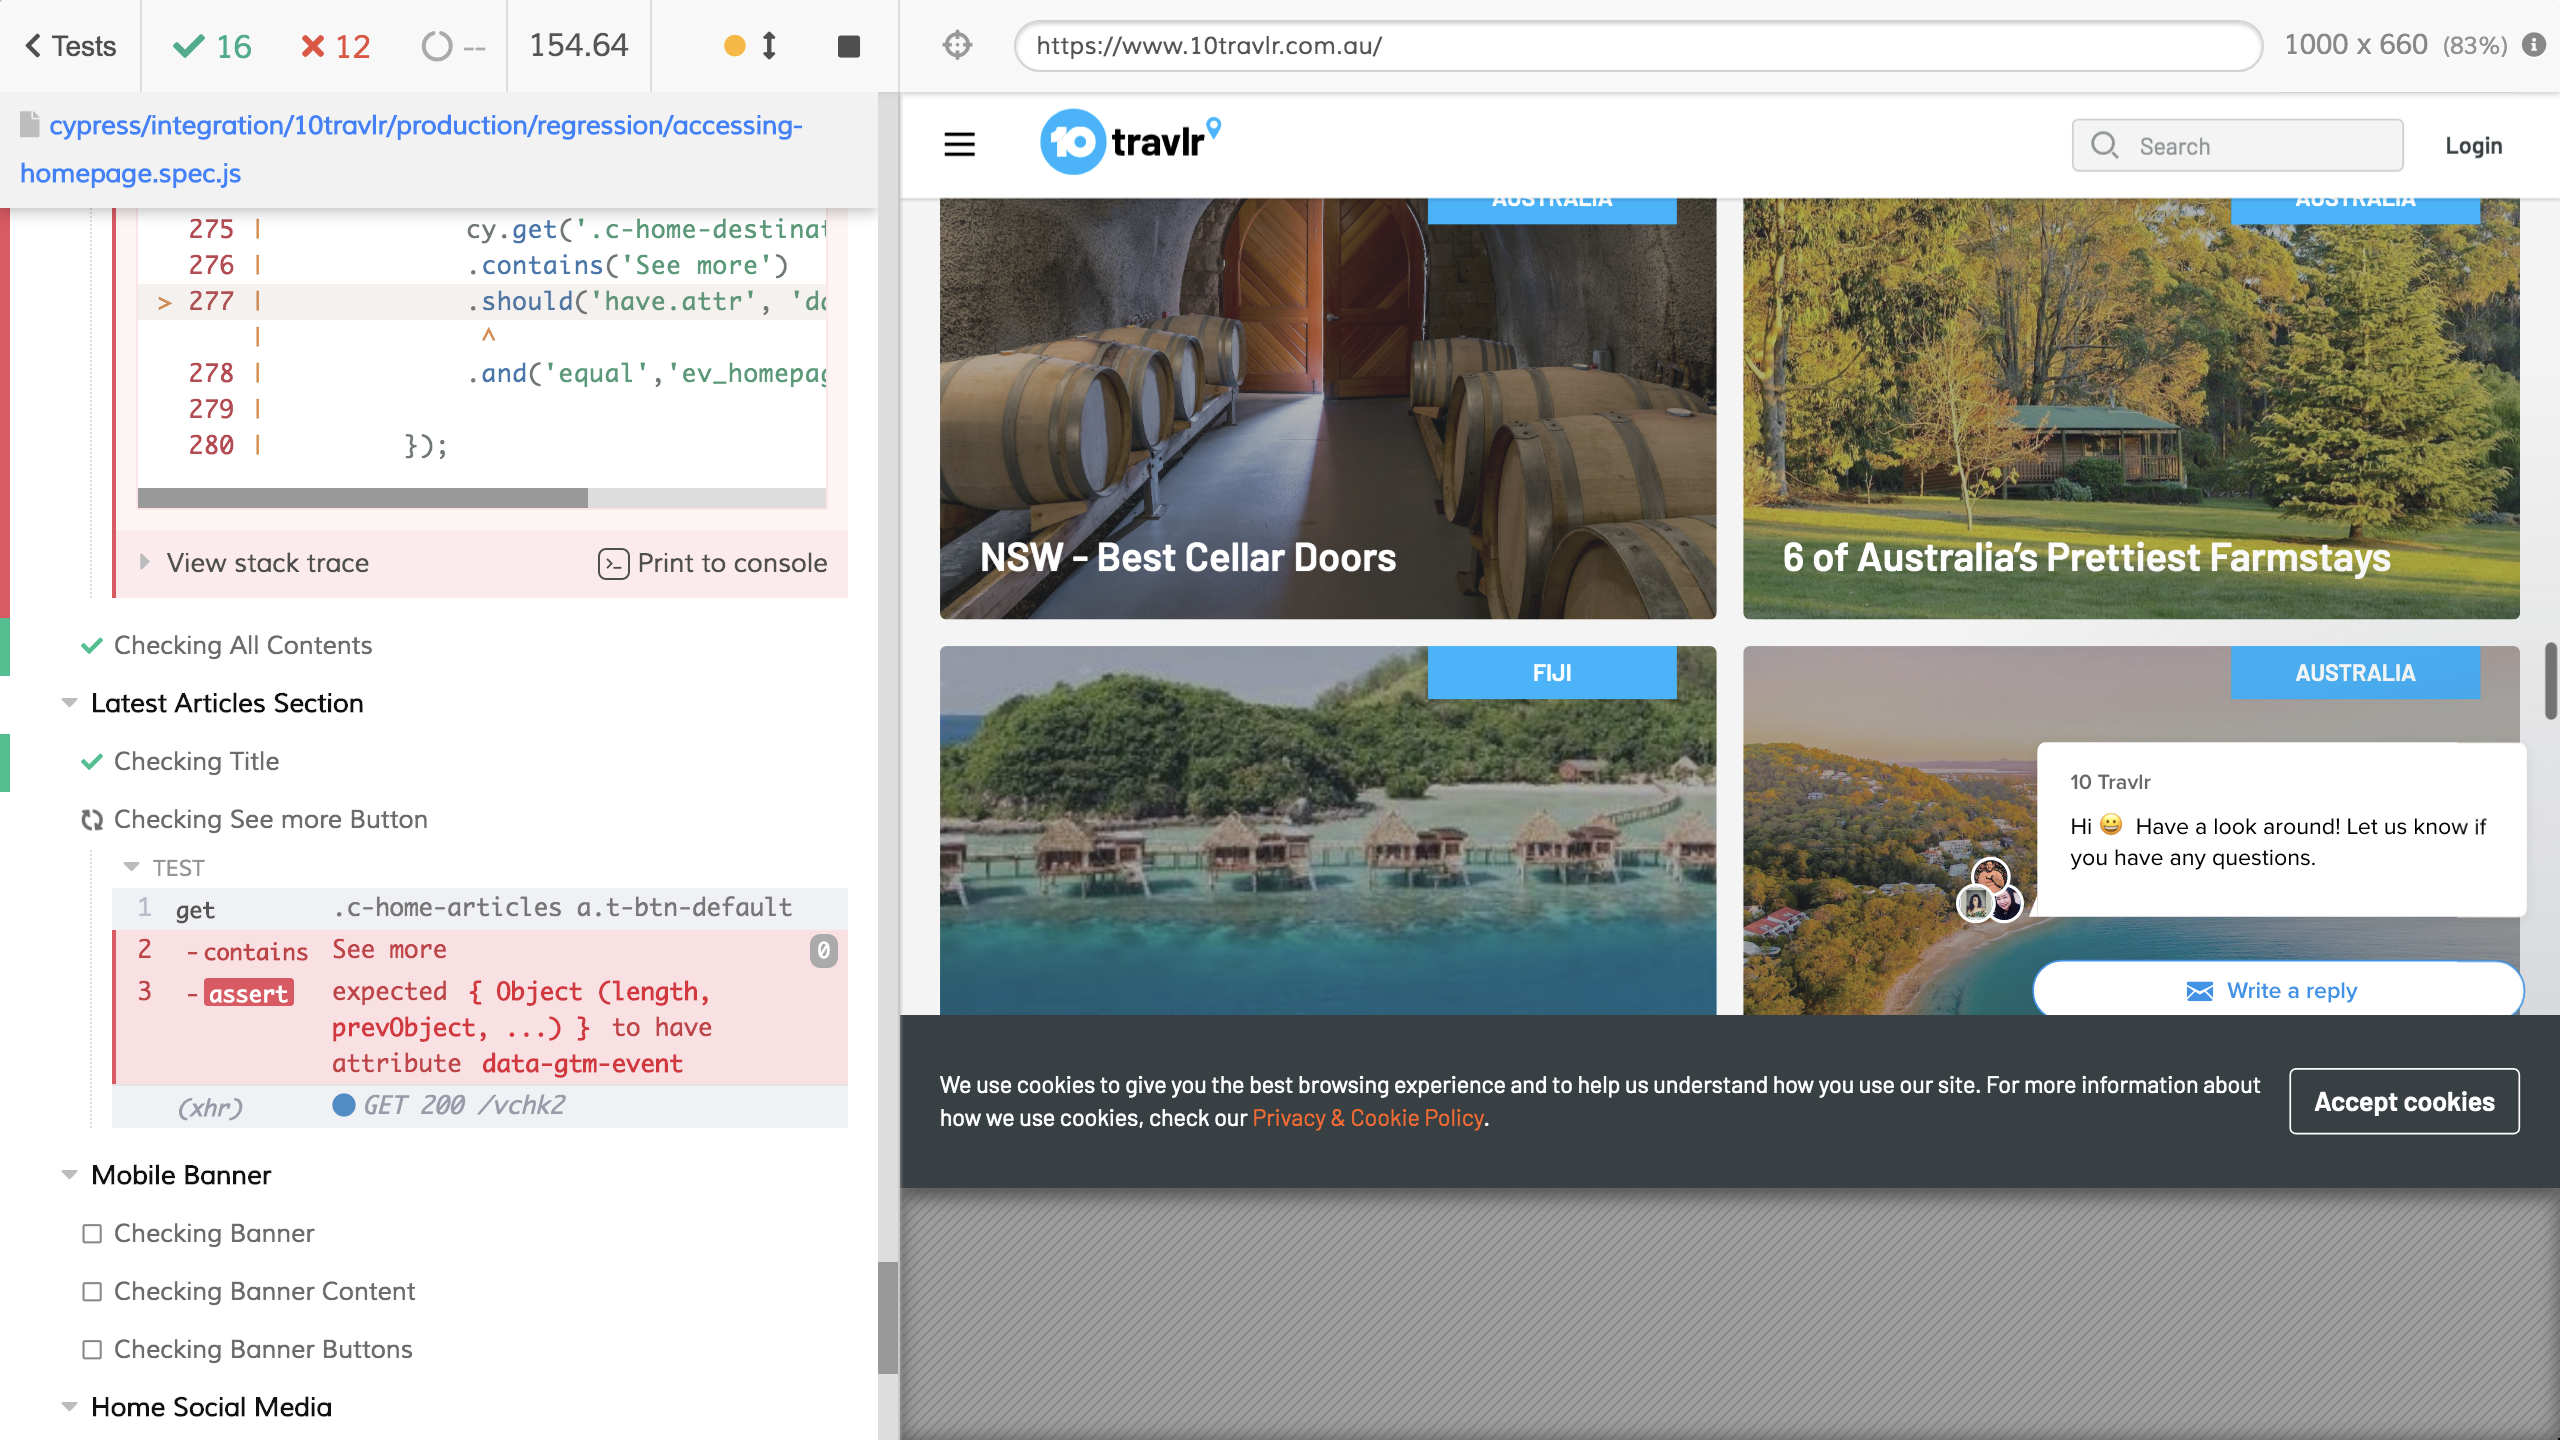 Tests
16
12
--
154.64
https://www.10travlr.com.au/
1000 x 660 (83%)
cypress/integration/10travlr/production/regression/accessing-
homepage.spec.js
275 | cy.get('.c-home-destinat
276 | .contains('See more')
> 277 | .should('have.attr', 'da
| ^
278 | .and('equal','ev_homepag
279 |
280 | });
View stack trace
Print to console
Checking All Contents
Latest Articles Section
Checking Title
Checking See more Button
TEST
1 get .c-home-articles a.t-btn-default
2 -contains See more 0
3 -assert expected { Object (length,
prevObject, ...) } to have
attribute data-gtm-event
(xhr) GET 200 /vchk2
Mobile Banner
Checking Banner
Checking Banner Content
Checking Banner Buttons
Home Social Media
10 travlr
Search
Login
AUSTRALIA
AUSTRALIA
NSW - Best Cellar Doors
6 of Australia’s Prettiest Farmstays
FIJI
AUSTRALIA
10 Travlr
Hi 😀 Have a look around! Let us know if
you have any questions.
Write a reply
We use cookies to give you the best browsing experience and to help us understand how you use our site. For more information about
how we use cookies, check our Privacy & Cookie Policy.
Accept cookies